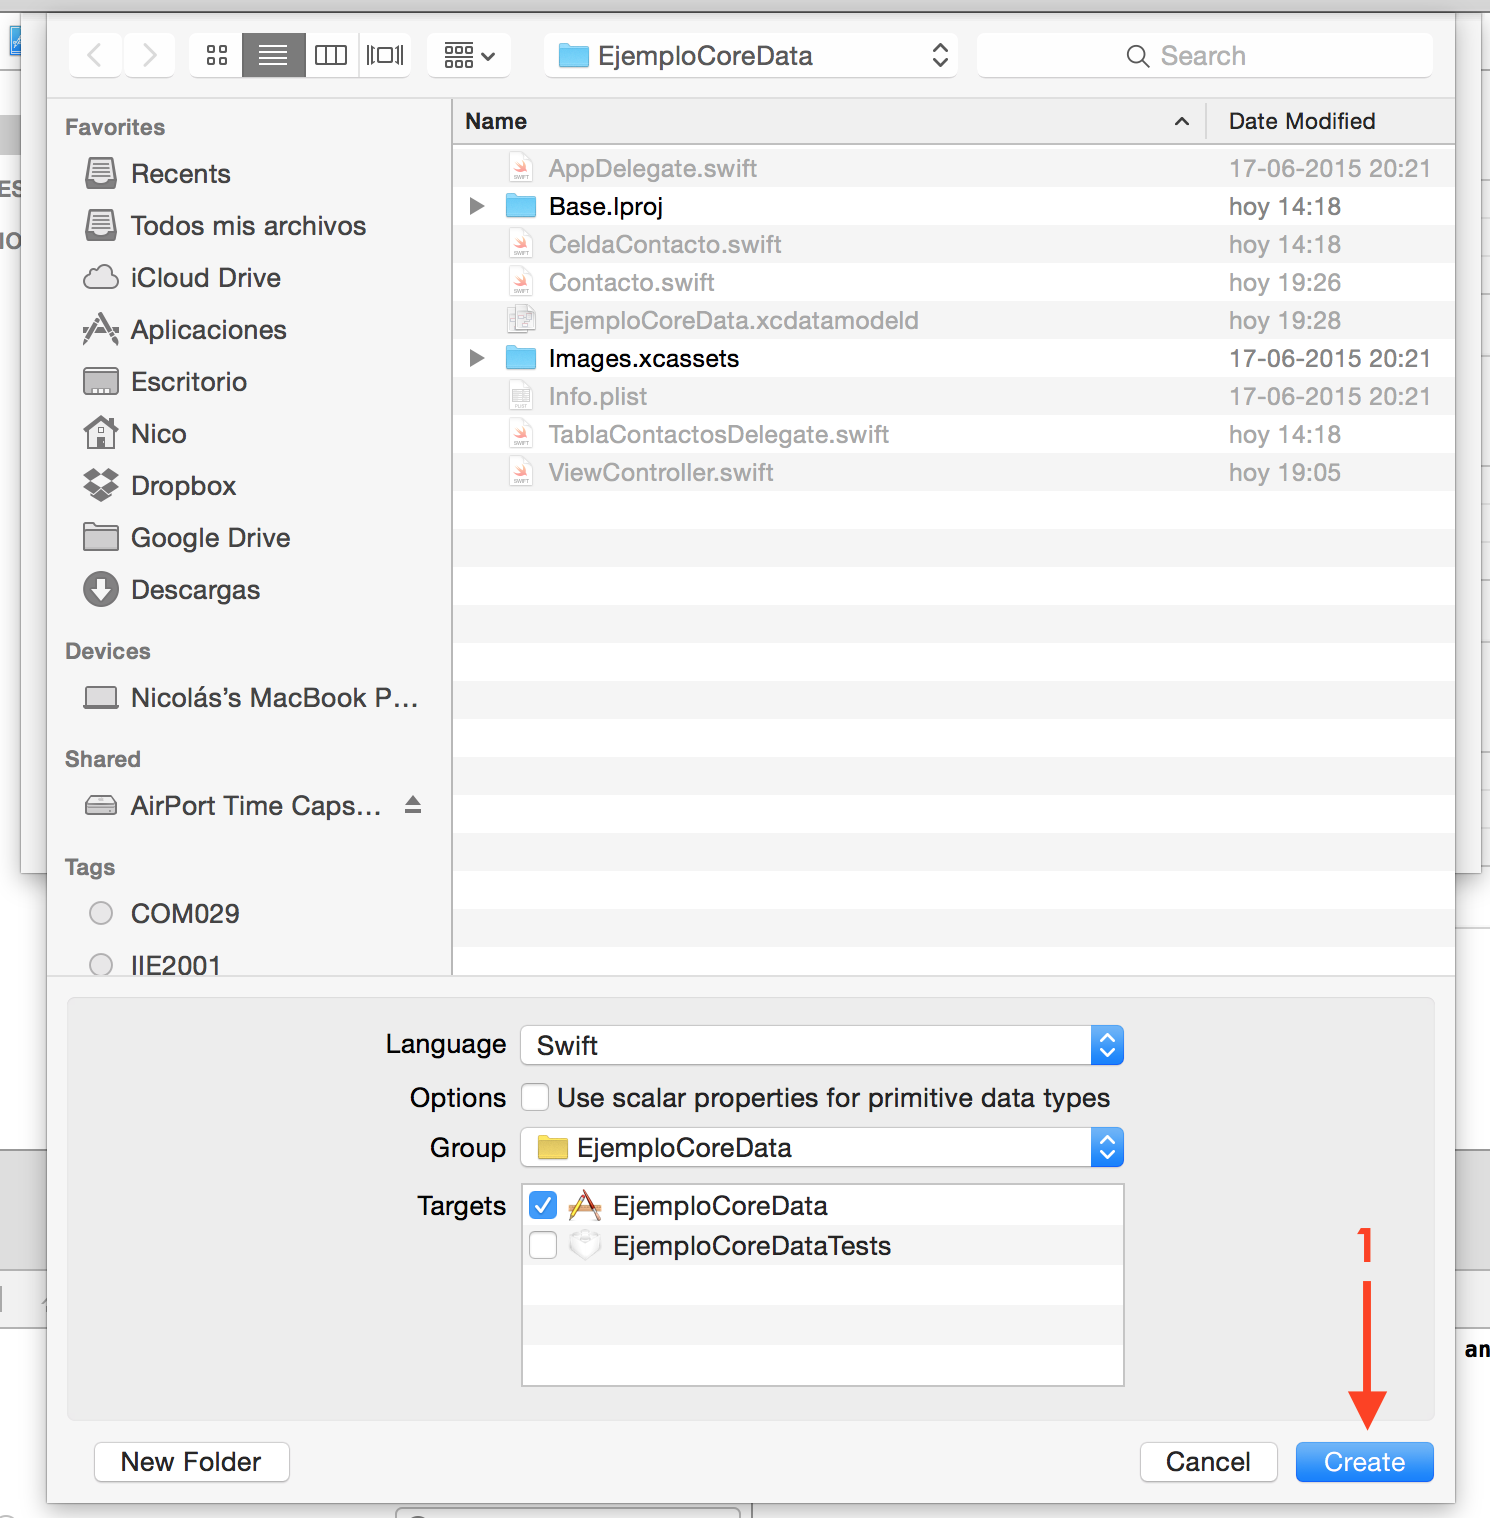 EjemploCoreData
Search
Favorites
Recents
Todos mis archivos
iCloud Drive
Aplicaciones
Escritorio
Nico
Dropbox
Google Drive
Descargas
Devices
Nicolás’s MacBook P...
Shared
AirPort Time Caps...
Tags
COM029
IIE2001
Name Date Modified
AppDelegate.swift 17-06-2015 20:21
Base.lproj hoy 14:18
CeldaContacto.swift hoy 14:18
Contacto.swift hoy 19:26
EjemploCoreData.xcdatamodeld hoy 19:28
Images.xcassets 17-06-2015 20:21
Info.plist 17-06-2015 20:21
TablaContactosDelegate.swift hoy 14:18
ViewController.swift hoy 19:05
Language Swift
Options Use scalar properties for primitive data types
Group EjemploCoreData
Targets EjemploCoreData
EjemploCoreDataTests
1
an
New Folder Cancel Create